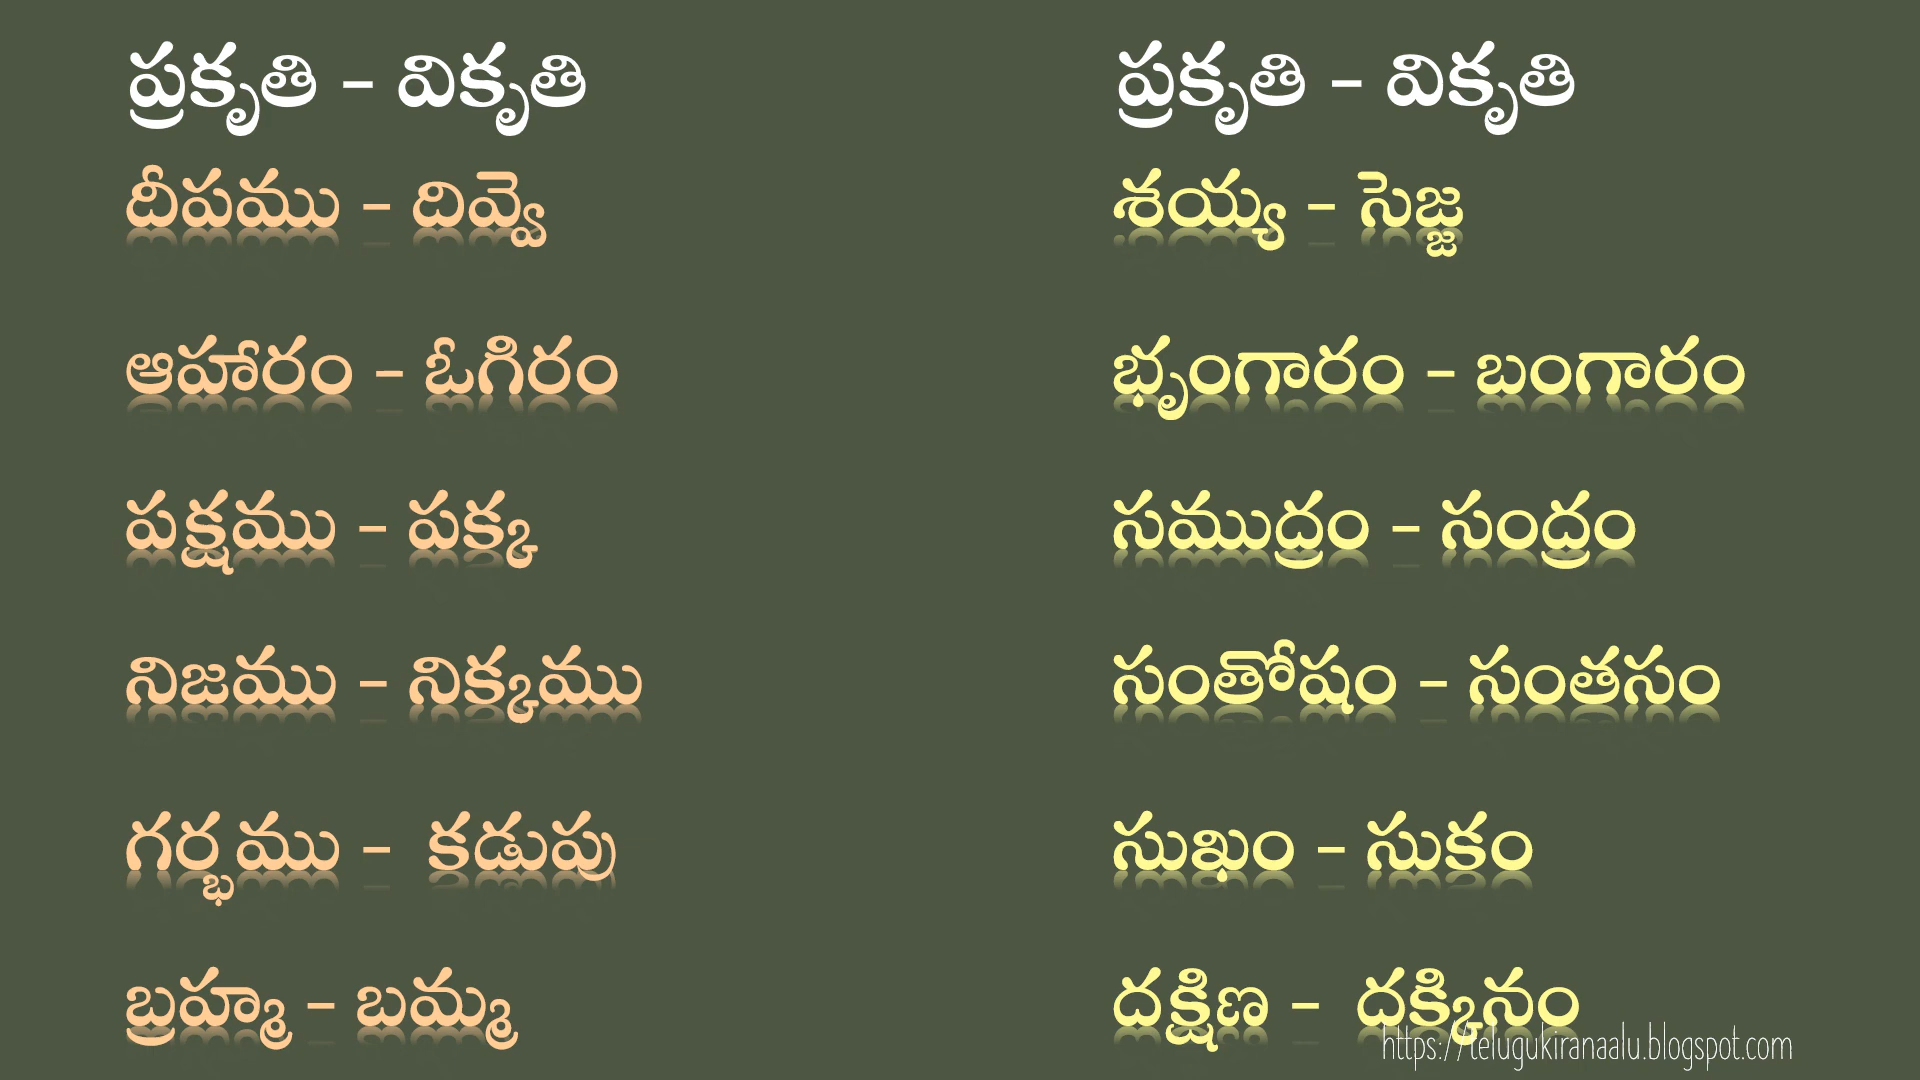 ప్రకృతి - వికృతి
దీపము - దివ్వె
ఆహారం - ఓగిరం
పక్షము - పక్క
నిజము - నిక్కము
గర్భము - కడుపు
బ్రహ్మ - బమ్మ
ప్రకృతి - వికృతి
శయ్య - సెజ్జ
భృంగారం - బంగారం
సముద్రం - సంద్రం
సంతోషం - సంతసం
సుఖం - సుకం
దక్షిణ - దక్కినం
https://telugukiranaalu.blogspot.com